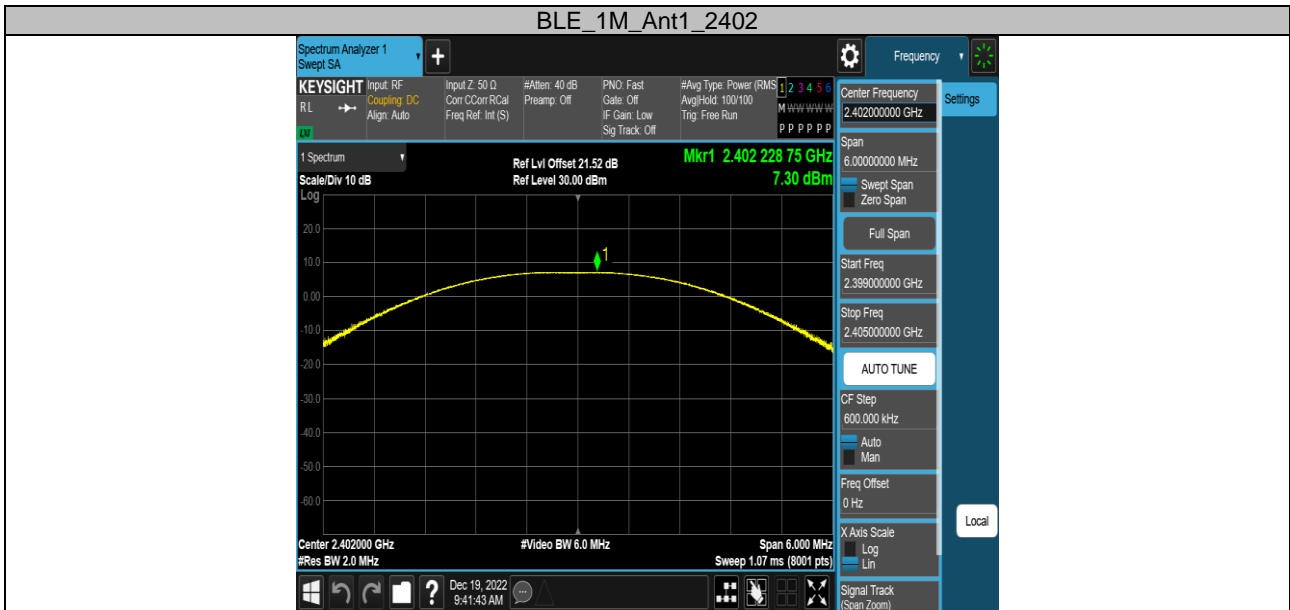 BLE_1M_Ant1_2402
Spectrum Analyzer 1
Swept SA
+
Frequency
KEYSIGHT
RL
LXI
Input: RF
Coupling: DC
Align: Auto
Input Z: 50 Ω
Corr CCorr RCal
Freq Ref: Int (S)
#Atten: 40 dB
Preamp: Off
PNO: Fast
Gate: Off
IF Gain: Low
Sig Track: Off
#Avg Type: Power (RMS
Avg|Hold: 100/100
Trig: Free Run
1 2 3 4 5 6
M W W W W W
P P P P P P
1 Spectrum
Scale/Div 10 dB
Log
Ref Lvl Offset 21.52 dB
Ref Level 30.00 dBm
Mkr1 2.402 228 75 GHz
7.30 dBm
20.0
10.0
0.00
-10.0
-20.0
-30.0
-40.0
-50.0
-60.0
1
Center 2.402000 GHz
#Res BW 2.0 MHz
#Video BW 6.0 MHz
Span 6.000 MHz
Sweep 1.07 ms (8001 pts)
?
Dec 19, 2022
9:41:43 AM
Center Frequency
2.402000000 GHz
Span
6.00000000 MHz
Swept Span
Zero Span
Full Span
Start Freq
2.399000000 GHz
Stop Freq
2.405000000 GHz
AUTO TUNE
CF Step
600.000 kHz
Auto
Man
Freq Offset
0 Hz
X Axis Scale
Log
Lin
Signal Track
(Span Zoom)
Settings
Local